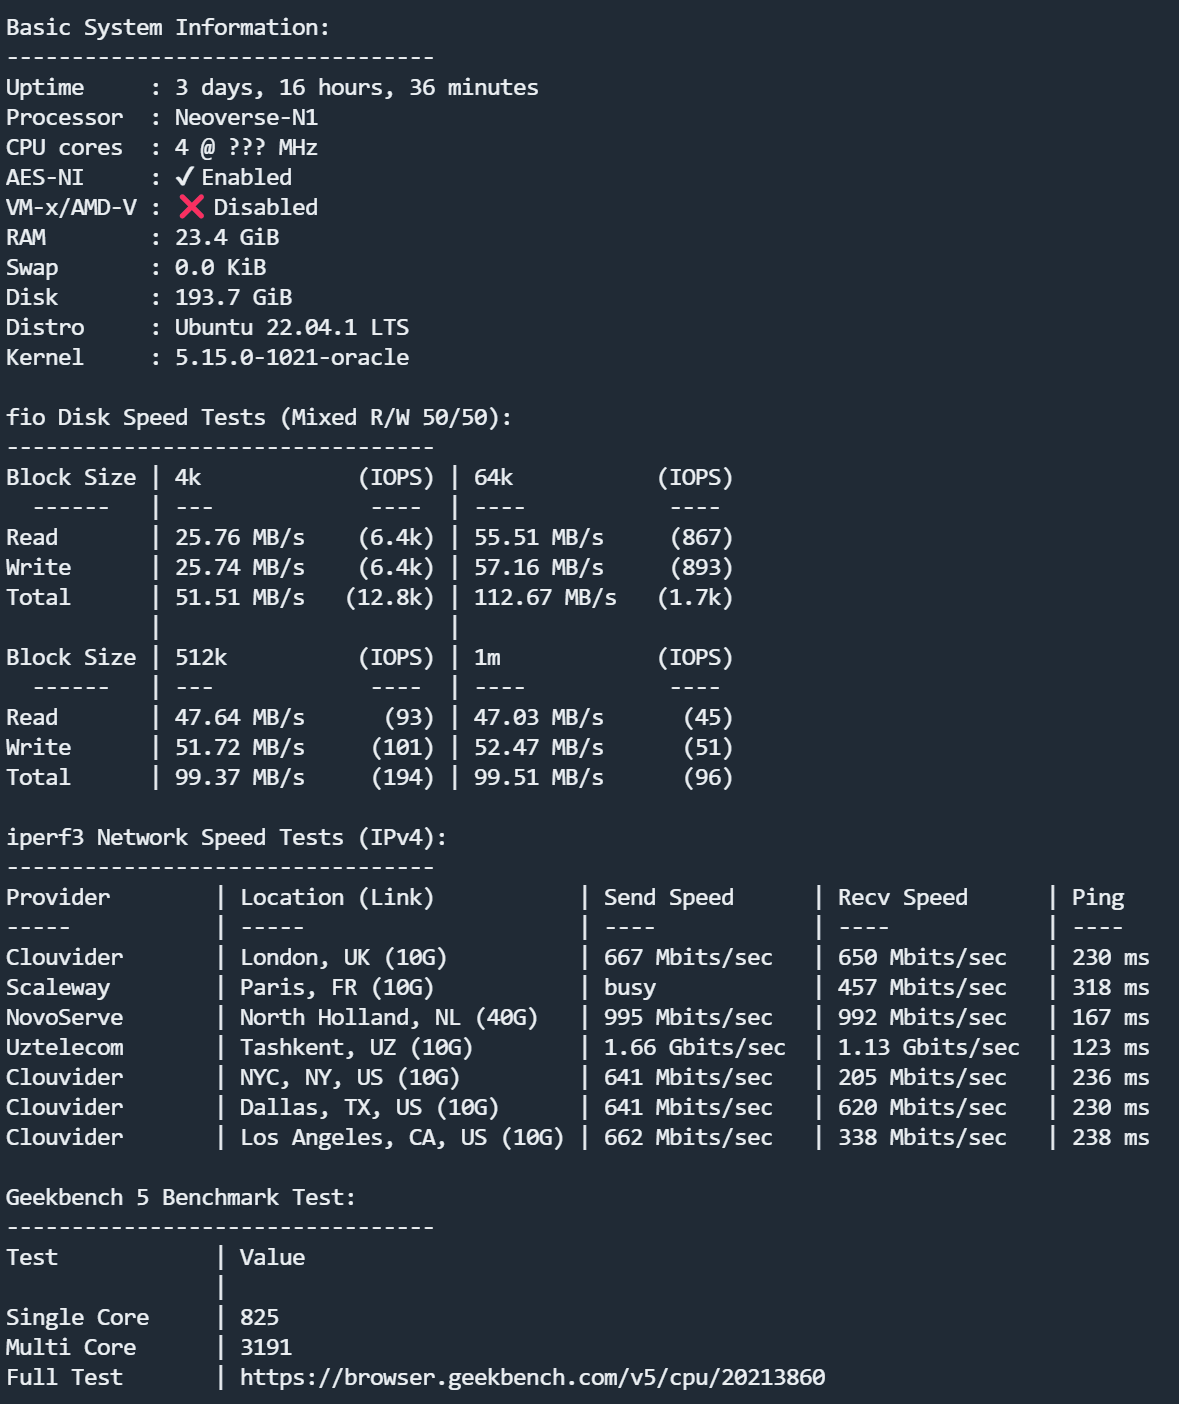 Basic System Information:
---------------------------------
Uptime     : 3 days, 16 hours, 36 minutes
Processor  : Neoverse-N1
CPU cores  : 4 @ ??? MHz
AES-NI     : ✔ Enabled
VM-x/AMD-V : ❌ Disabled
RAM        : 23.4 GiB
Swap       : 0.0 KiB
Disk       : 193.7 GiB
Distro     : Ubuntu 22.04.1 LTS
Kernel     : 5.15.0-1021-oracle

fio Disk Speed Tests (Mixed R/W 50/50):
---------------------------------
Block Size | 4k            (IOPS) | 64k           (IOPS)
  ------   | ---            ----  | ----           ----
Read       | 25.76 MB/s    (6.4k) | 55.51 MB/s     (867)
Write      | 25.74 MB/s    (6.4k) | 57.16 MB/s     (893)
Total      | 51.51 MB/s   (12.8k) | 112.67 MB/s   (1.7k)
           |                      |
Block Size | 512k          (IOPS) | 1m            (IOPS)
  ------   | ---            ----  | ----           ----
Read       | 47.64 MB/s      (93) | 47.03 MB/s      (45)
Write      | 51.72 MB/s     (101) | 52.47 MB/s      (51)
Total      | 99.37 MB/s     (194) | 99.51 MB/s      (96)

iperf3 Network Speed Tests (IPv4):
---------------------------------
Provider        | Location (Link)           | Send Speed      | Recv Speed      | Ping
-----           | -----                     | ----            | ----            | ----
Clouvider       | London, UK (10G)          | 667 Mbits/sec   | 650 Mbits/sec   | 230 ms
Scaleway        | Paris, FR (10G)           | busy            | 457 Mbits/sec   | 318 ms
NovoServe       | North Holland, NL (40G)   | 995 Mbits/sec   | 992 Mbits/sec   | 167 ms
Uztelecom       | Tashkent, UZ (10G)        | 1.66 Gbits/sec  | 1.13 Gbits/sec  | 123 ms
Clouvider       | NYC, NY, US (10G)         | 641 Mbits/sec   | 205 Mbits/sec   | 236 ms
Clouvider       | Dallas, TX, US (10G)      | 641 Mbits/sec   | 620 Mbits/sec   | 230 ms
Clouvider       | Los Angeles, CA, US (10G) | 662 Mbits/sec   | 338 Mbits/sec   | 238 ms

Geekbench 5 Benchmark Test:
---------------------------------
Test            | Value
                |
Single Core     | 825
Multi Core      | 3191
Full Test       | https://browser.geekbench.com/v5/cpu/20213860